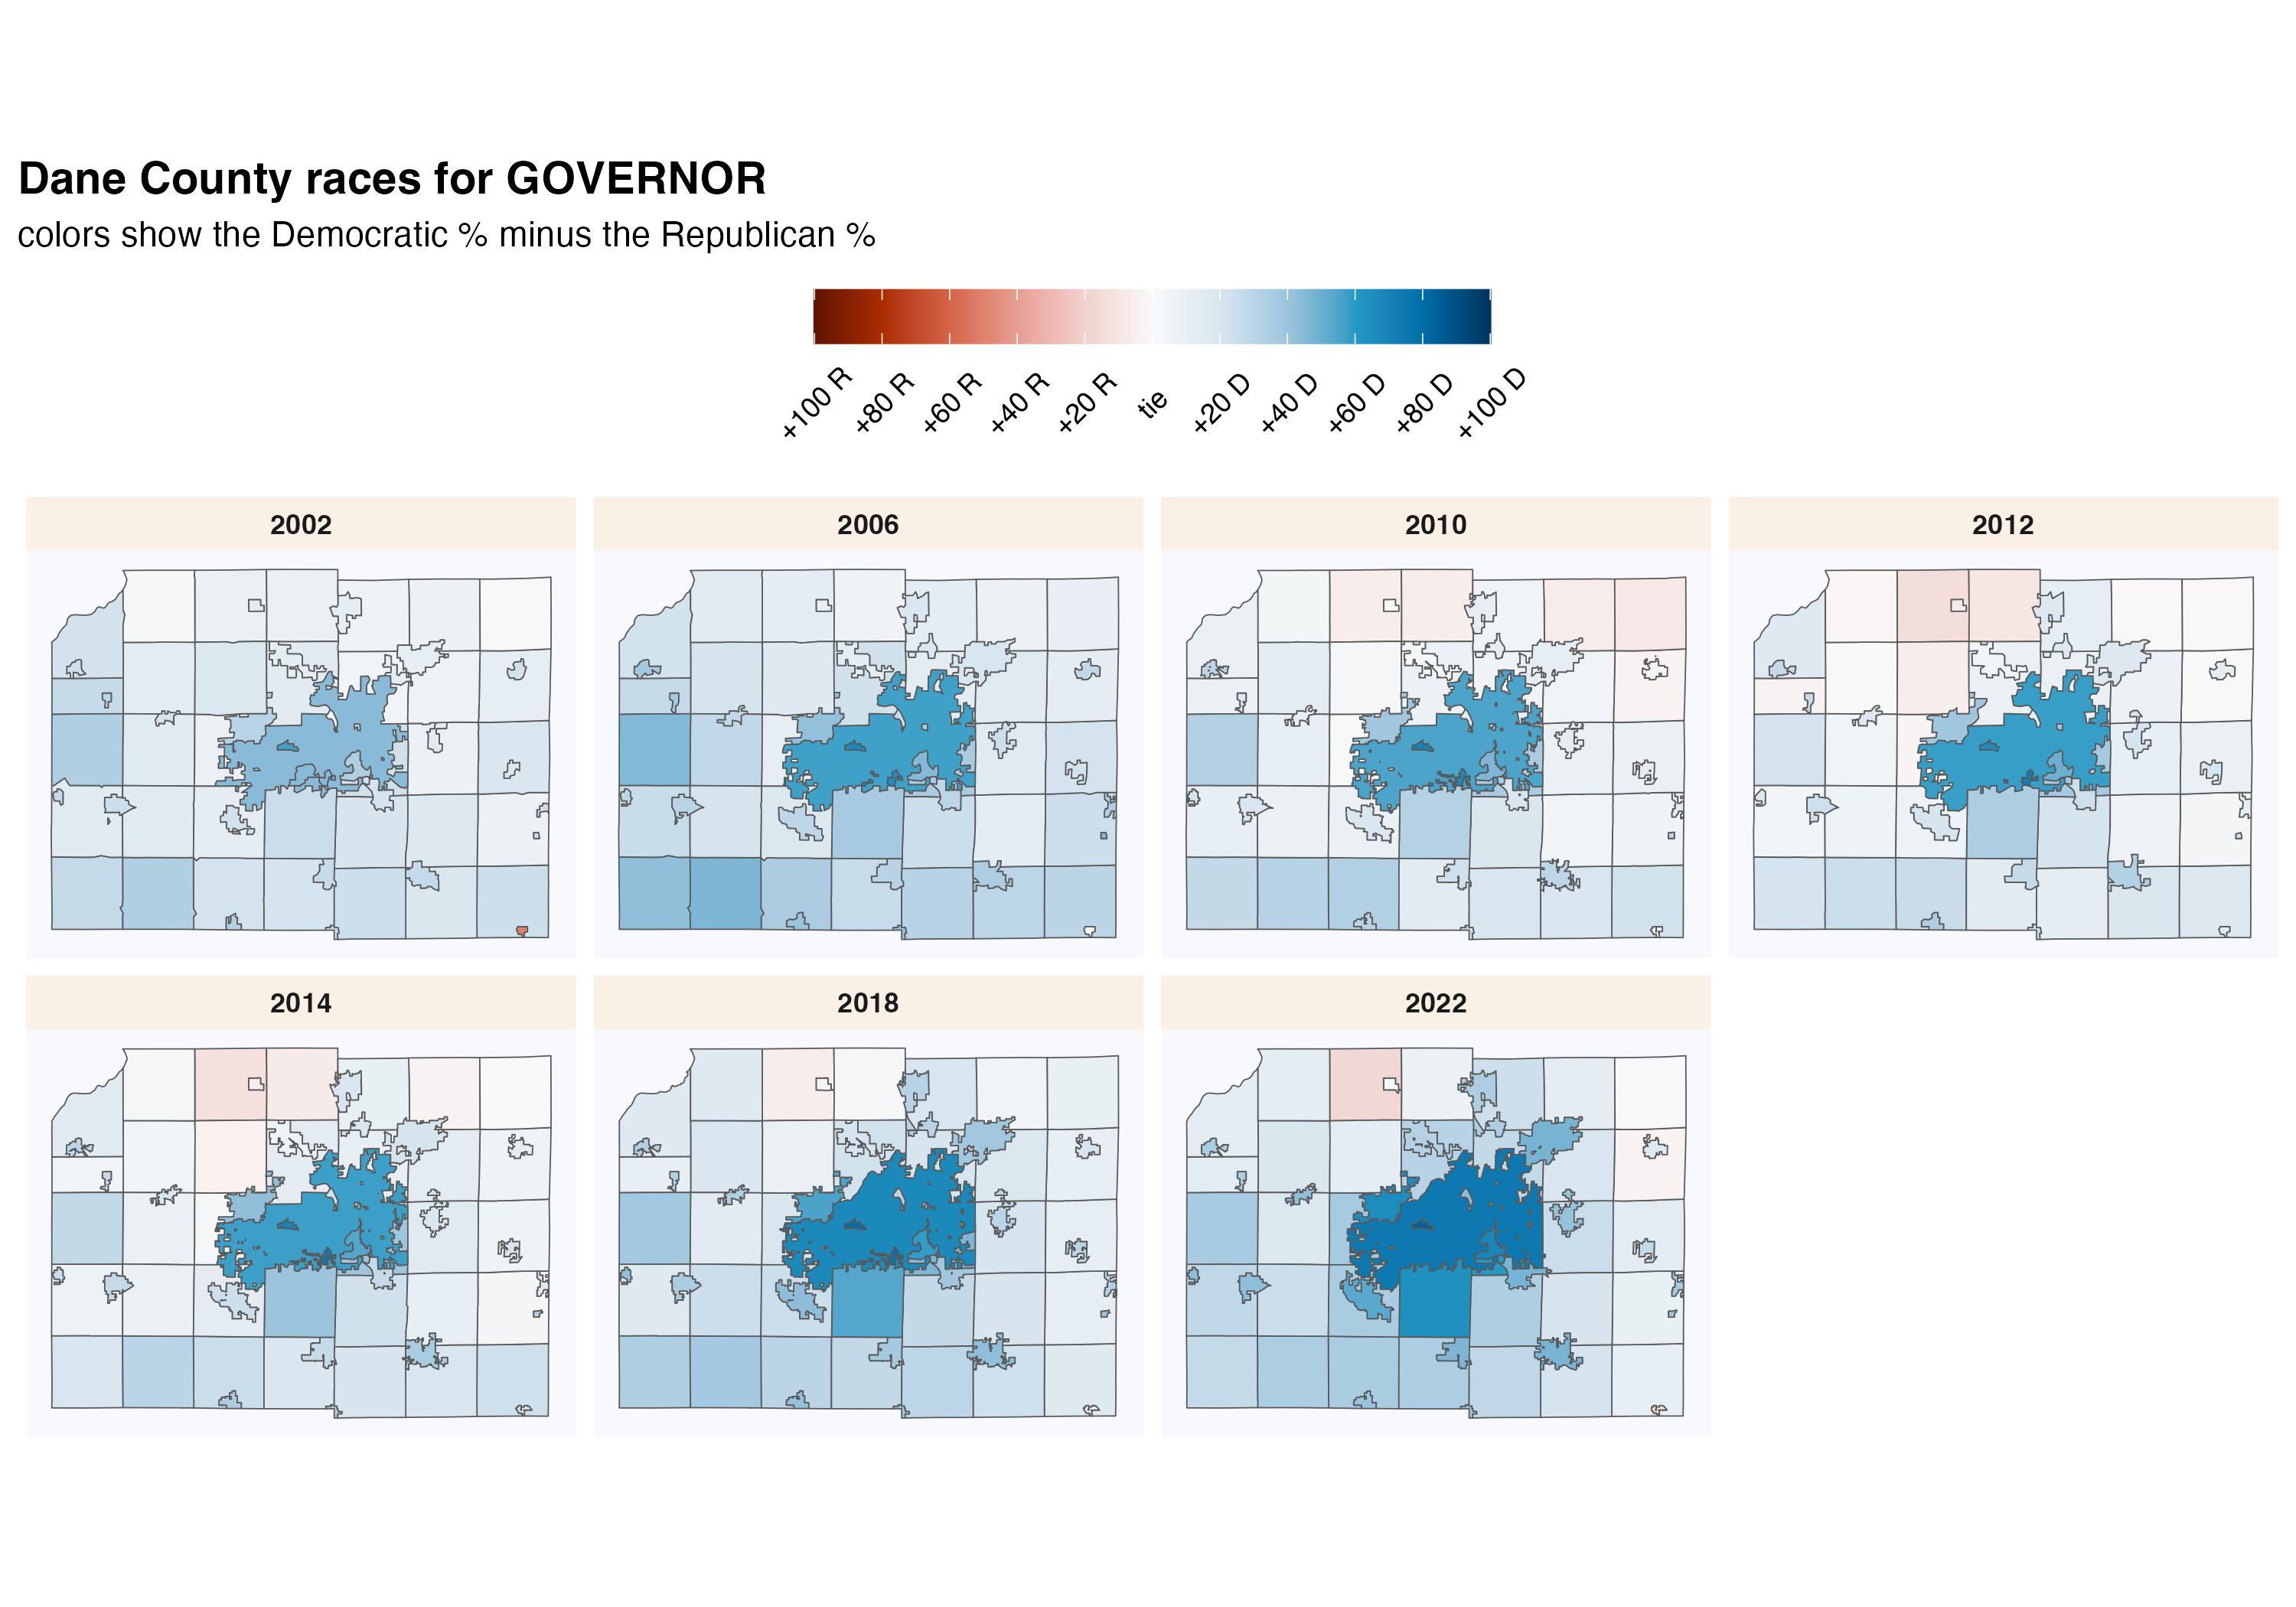 Dane County races for GOVERNOR
colors show the Democratic % minus the Republican %
+100 R
+80 R
+60 R
+40 R
+20 R
tie
+20 D
+40 D
+60 D
+80 D
+100 D
2002
2006
2010
2012
2014
2018
2022